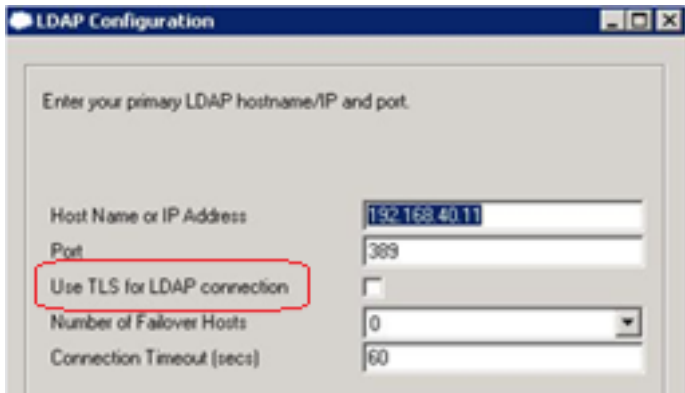 LDAP Configuration
Enter your primary LDAP hostname/IP and port.
Host Name or IP Address 192.168.40.11
Port 389
Use TLS for LDAP connection
Number of Failover Hosts 0
Connection Timeout (secs) 60